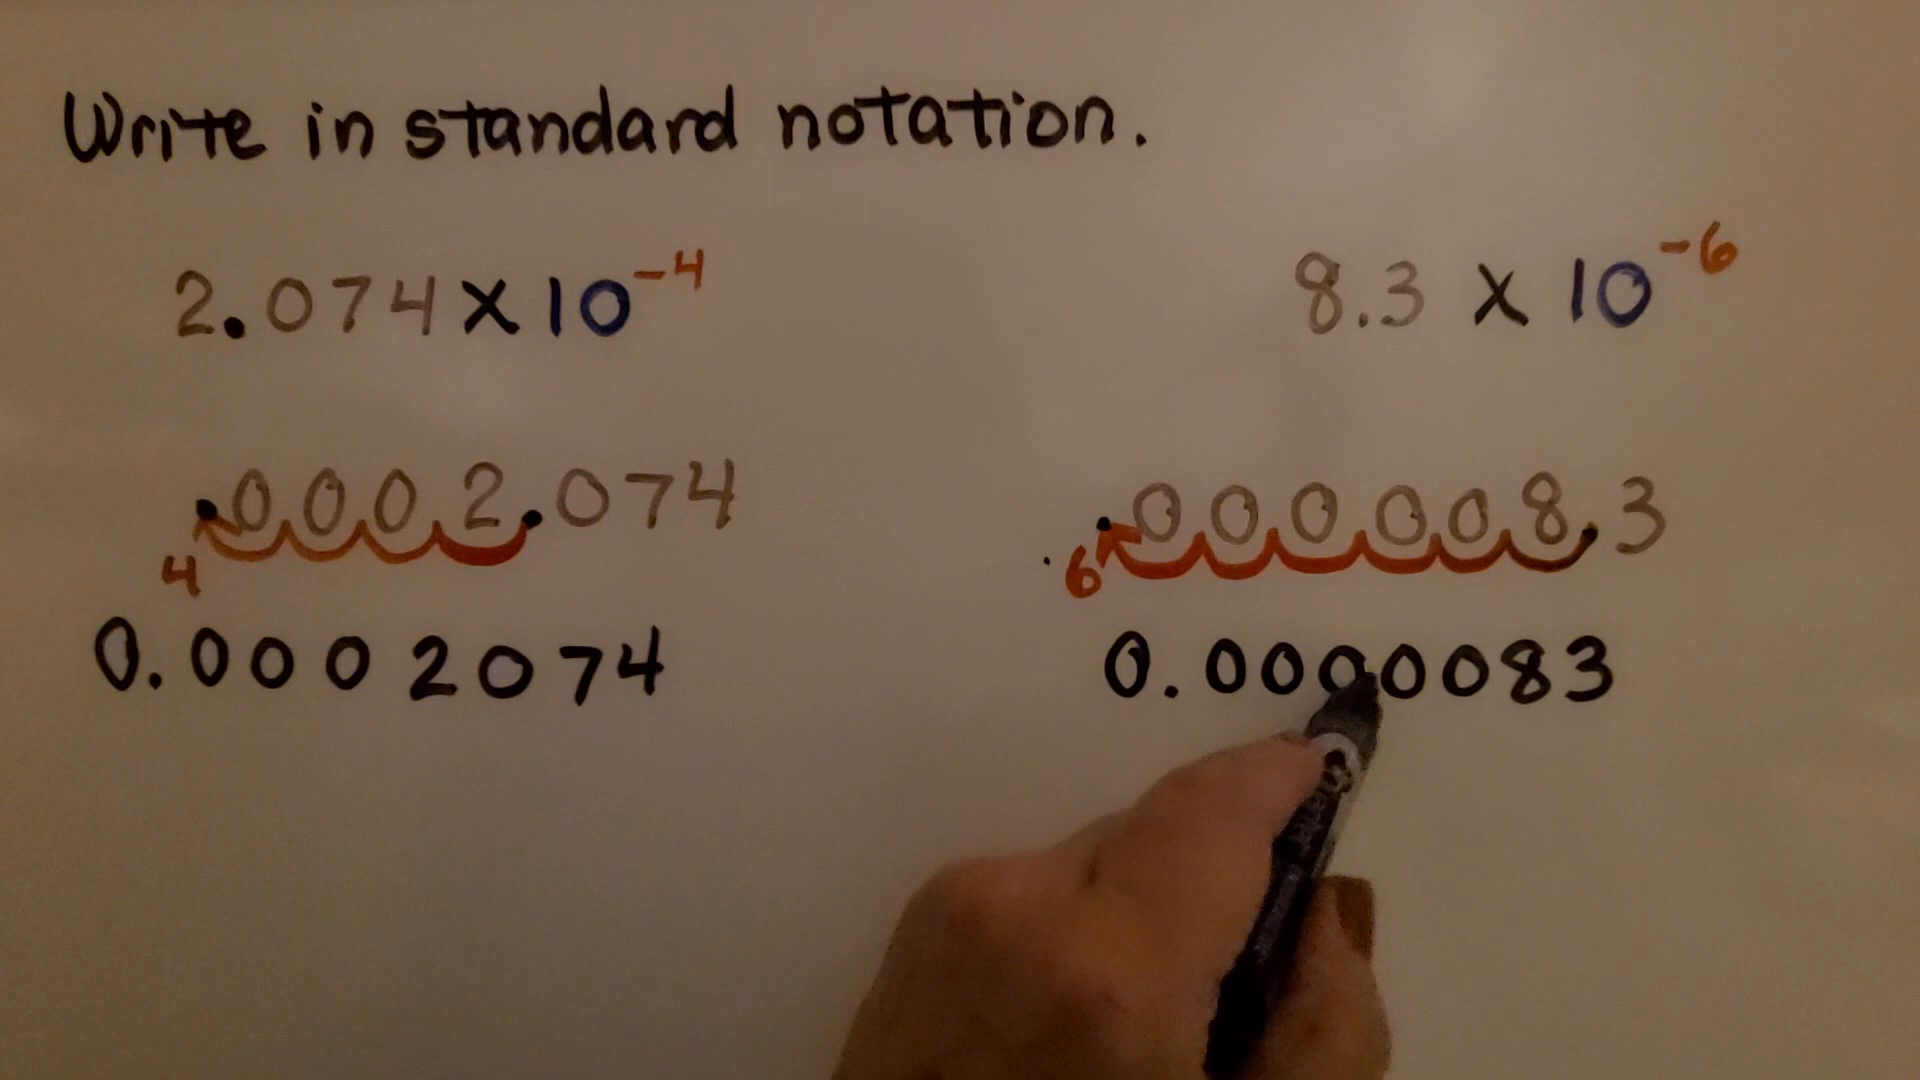 Write in standard notation.
2.074 x 10⁻⁴
8.3 x 10⁻⁶
.0002.074
4
0.0002074
.000008.3
6
0.0000083